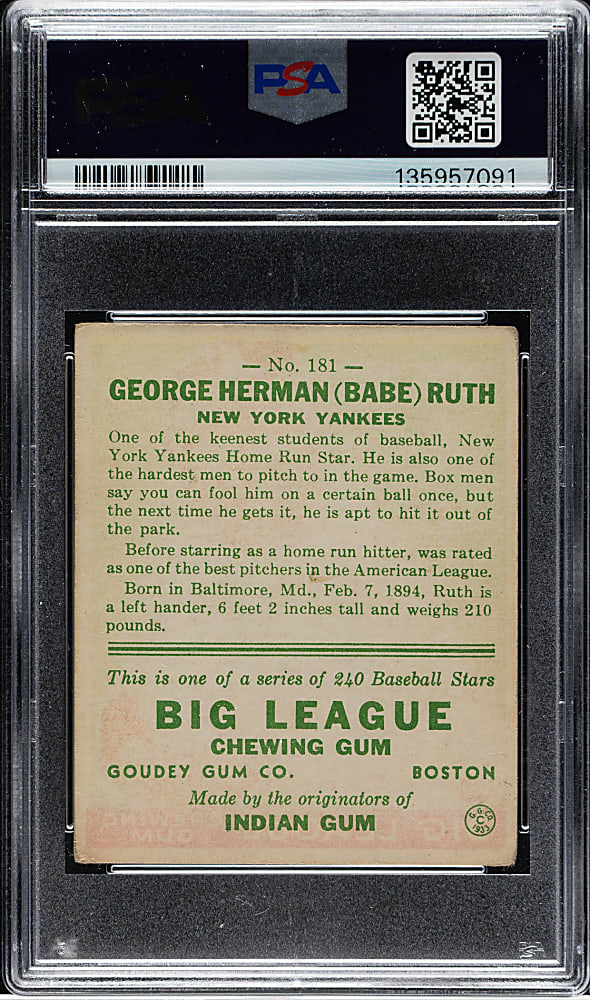 PSA
135957091
— No. 181 —
GEORGE HERMAN (BABE) RUTH
NEW YORK YANKEES
One of the keenest students of baseball, New
York Yankees Home Run Star. He is also one of
the hardest men to pitch to in the game. Box men
say you can fool him on a certain ball once, but
the next time he gets it, he is apt to hit it out of
the park.
Before starring as a home run hitter, was rated
as one of the best pitchers in the American League.
Born in Baltimore, Md., Feb. 7, 1894, Ruth is
a left hander, 6 feet 2 inches tall and weighs 210
pounds.
This is one of a series of 240 Baseball Stars
BIG LEAGUE
CHEWING GUM
GOUDEY GUM CO. BOSTON
Made by the originators of
INDIAN GUM
G. G. CO.
C
1933